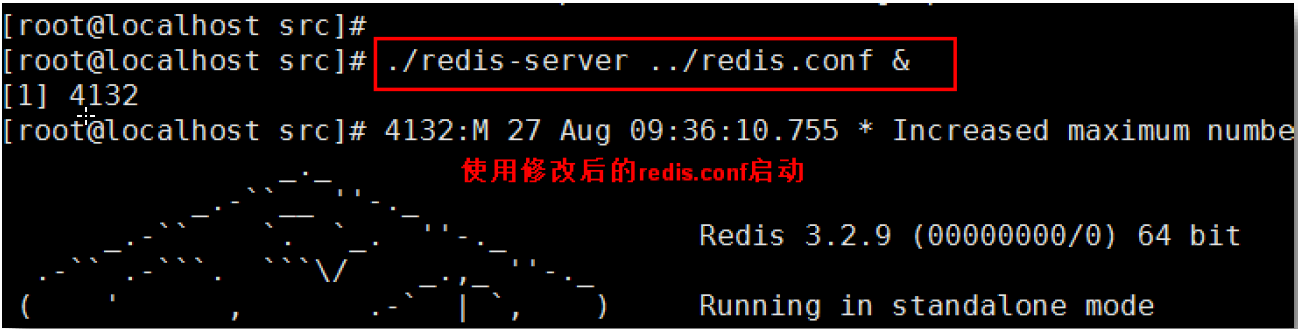 [root@localhost src]#
[root@localhost src]# ./redis-server ../redis.conf &
[1] 4132
[root@localhost src]# 4132:M 27 Aug 09:36:10.755 * Increased maximum numbe
使用修改后的redis.conf启动
Redis 3.2.9 (00000000/0) 64 bit
Running in standalone mode